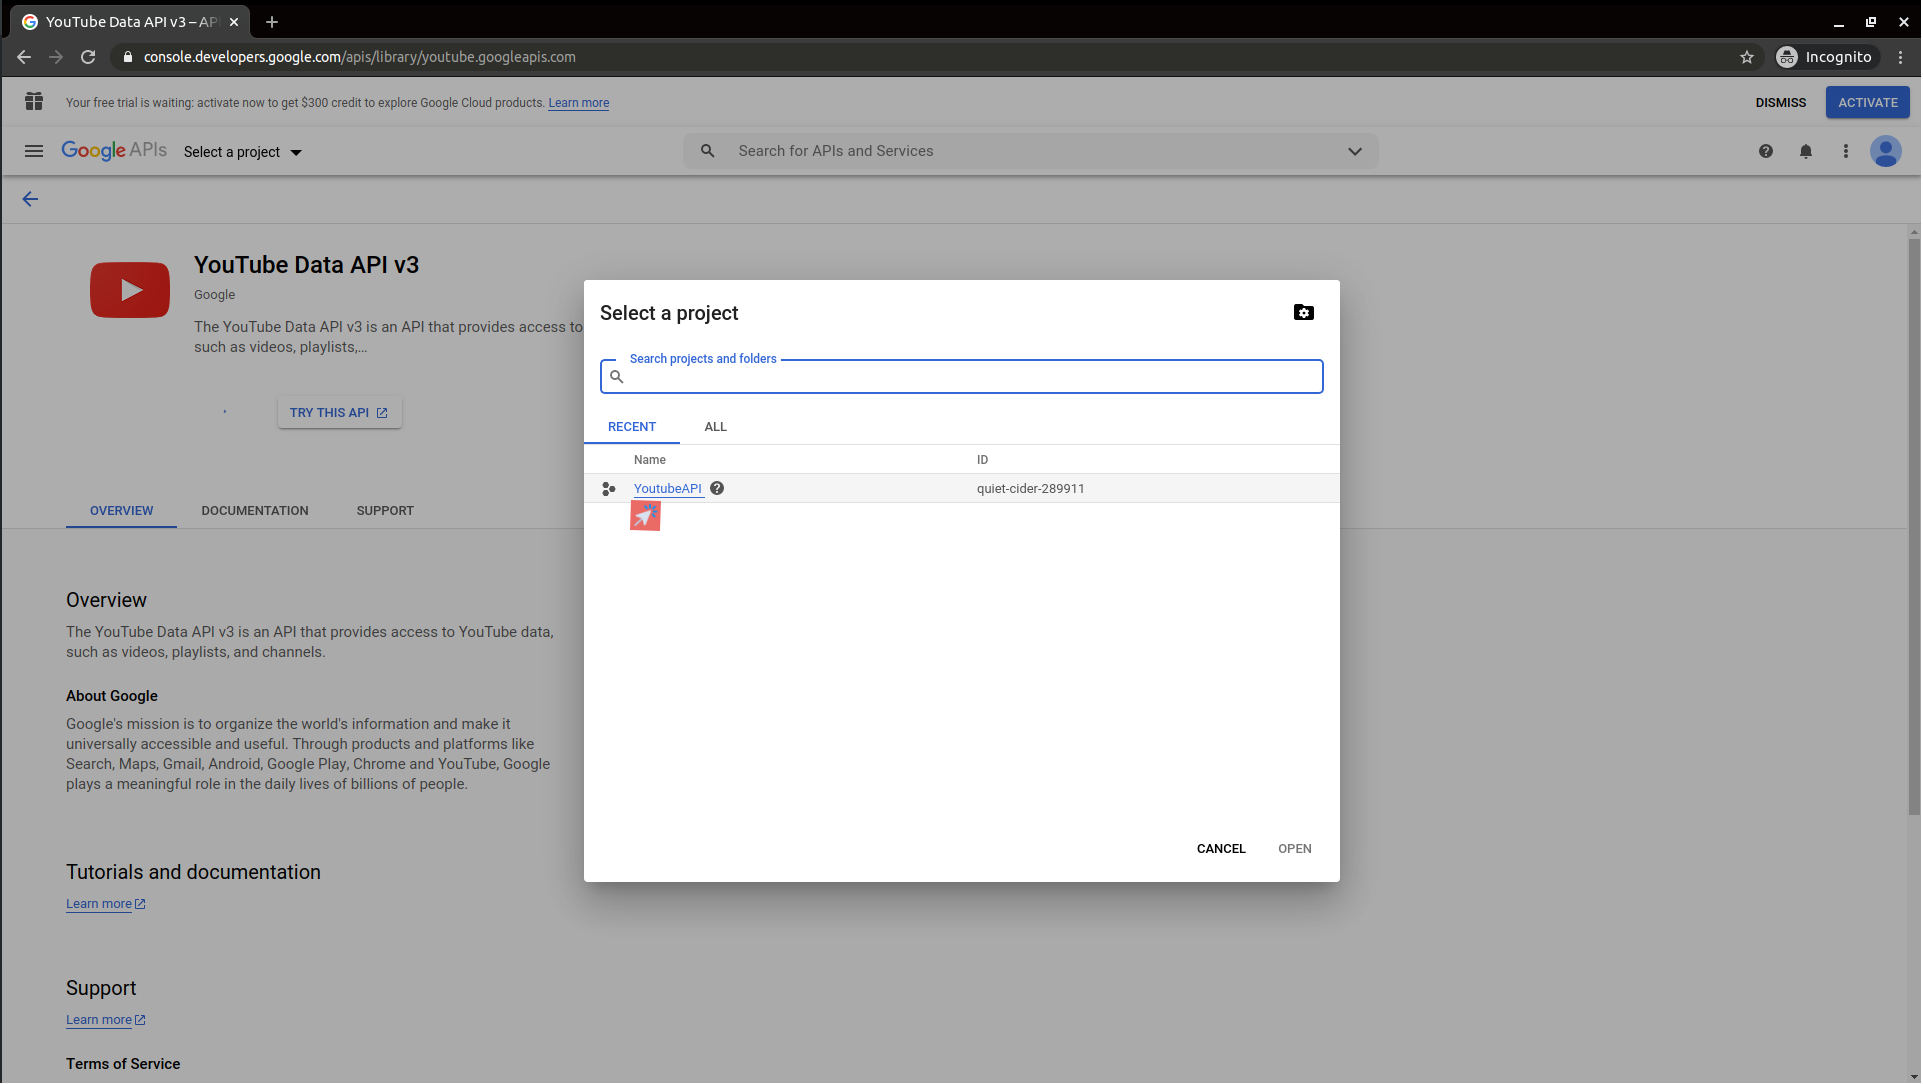 YouTube Data API v3 – AP
console.developers.google.com/apis/library/youtube.googleapis.com
Incognito
Your free trial is waiting: activate now to get $300 credit to explore Google Cloud products. Learn more
DISMISS
ACTIVATE
Google APIs
Select a project
Search for APIs and Services
YouTube Data API v3
Google
The YouTube Data API v3 is an API that provides access to
such as videos, playlists,...
TRY THIS API
OVERVIEW
DOCUMENTATION
SUPPORT
Overview
The YouTube Data API v3 is an API that provides access to YouTube data,
such as videos, playlists, and channels.
About Google
Google's mission is to organize the world's information and make it
universally accessible and useful. Through products and platforms like
Search, Maps, Gmail, Android, Google Play, Chrome and YouTube, Google
plays a meaningful role in the daily lives of billions of people.
Tutorials and documentation
Learn more
Support
Learn more
Terms of Service
Select a project
Search projects and folders
RECENT
ALL
Name
ID
YoutubeAPI
quiet-cider-289911
CANCEL
OPEN